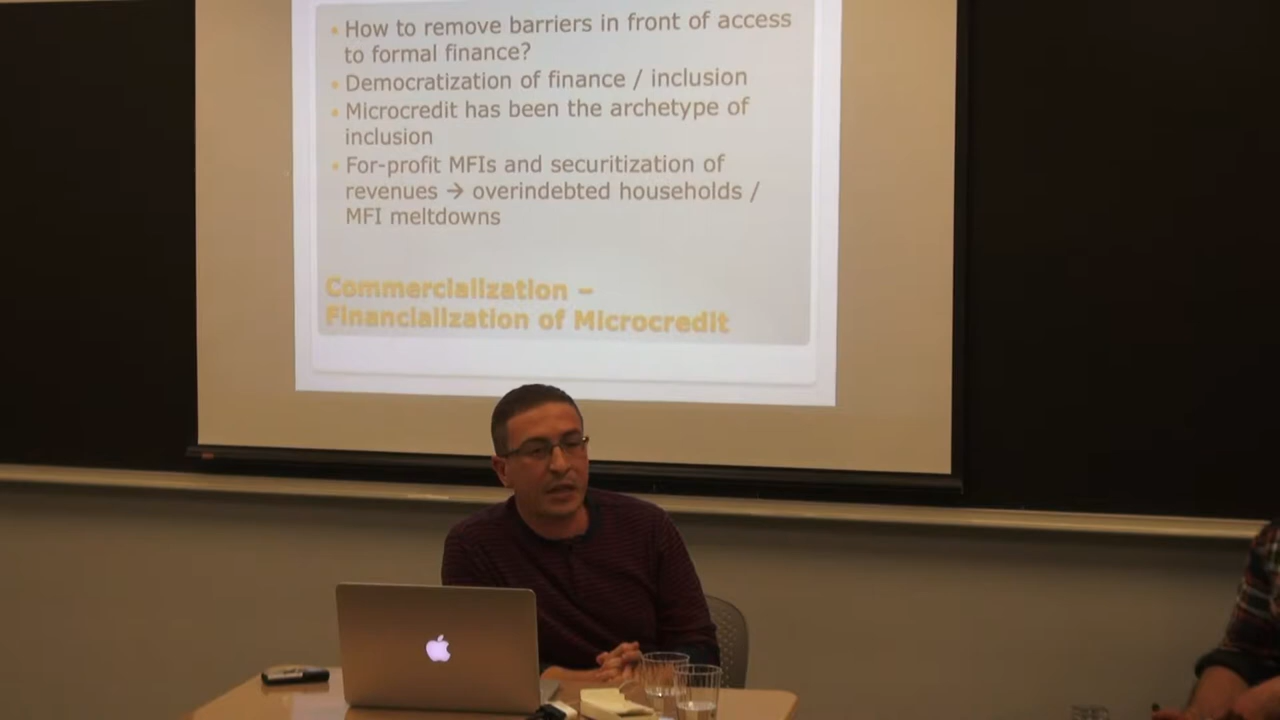 • How to remove barriers in front of access
to formal finance?
• Democratization of finance / inclusion
• Microcredit has been the archetype of
inclusion
• For-profit MFIs and securitization of
revenues → overindebted households /
MFI meltdowns
Commercialization –
Financialization of Microcredit